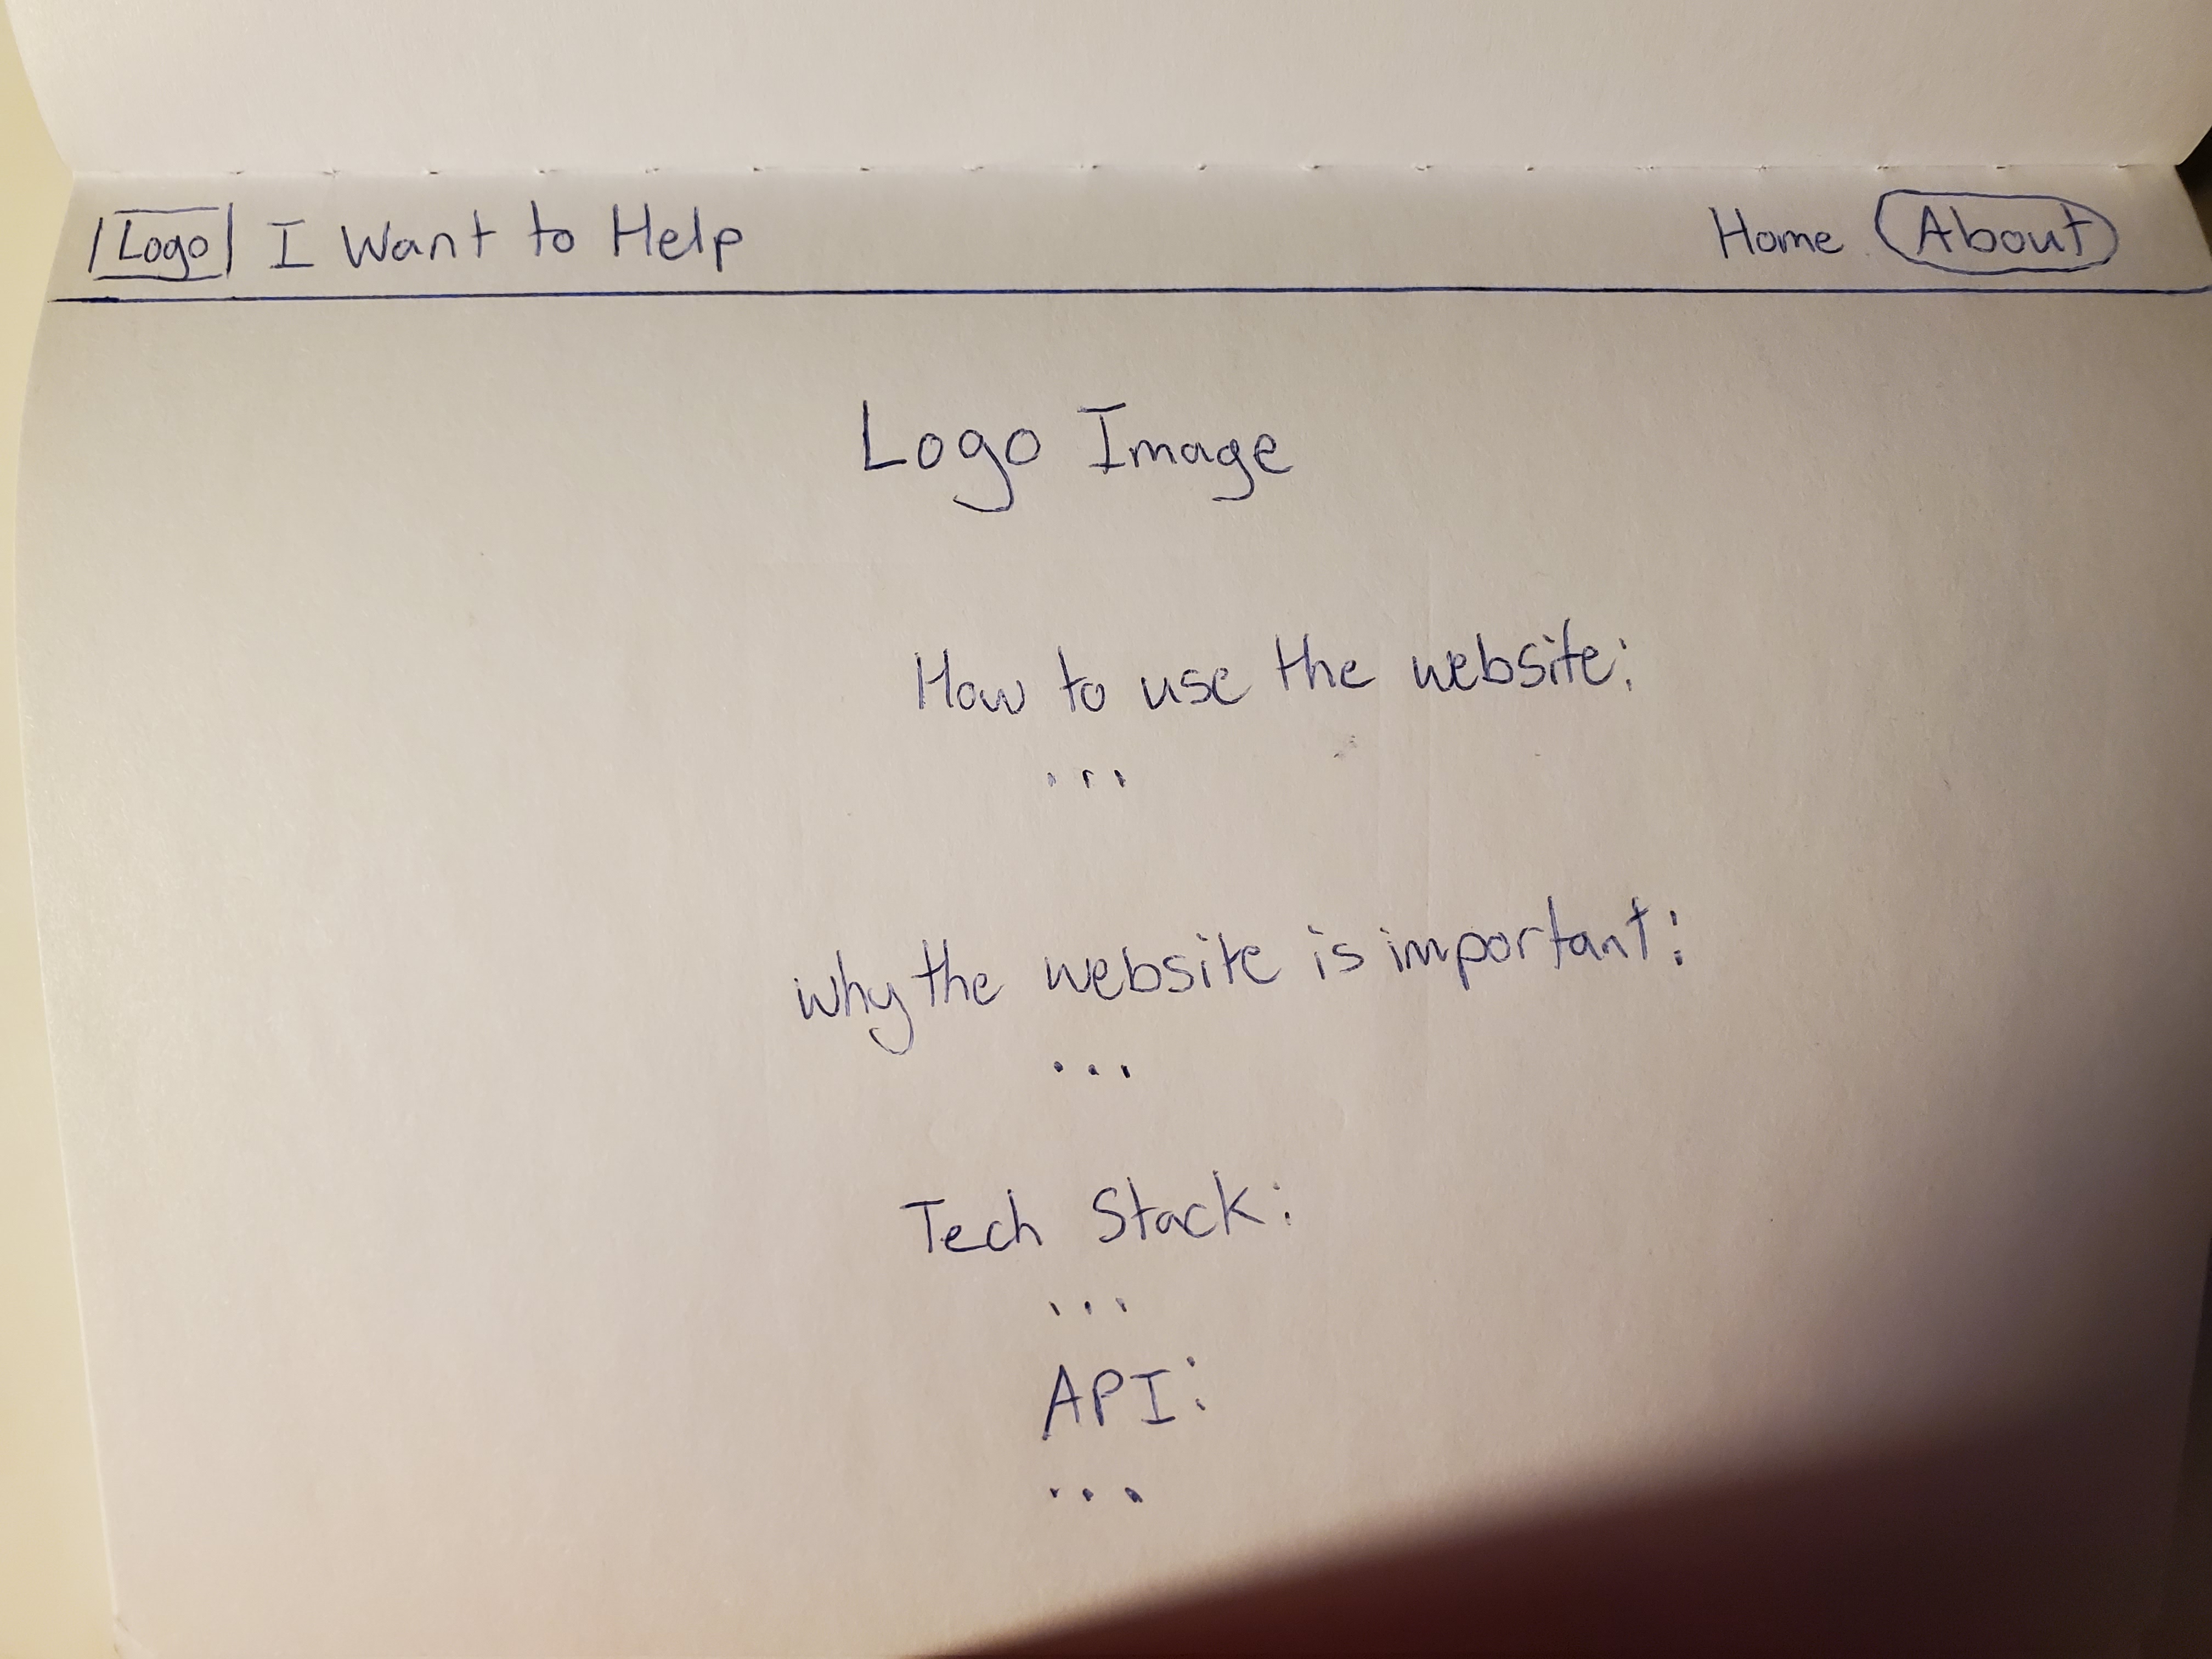 Logo I Want to Help Home About
Logo Image
How to use the website:
...
why the website is important:
...
Tech Stack:
...
API:
...